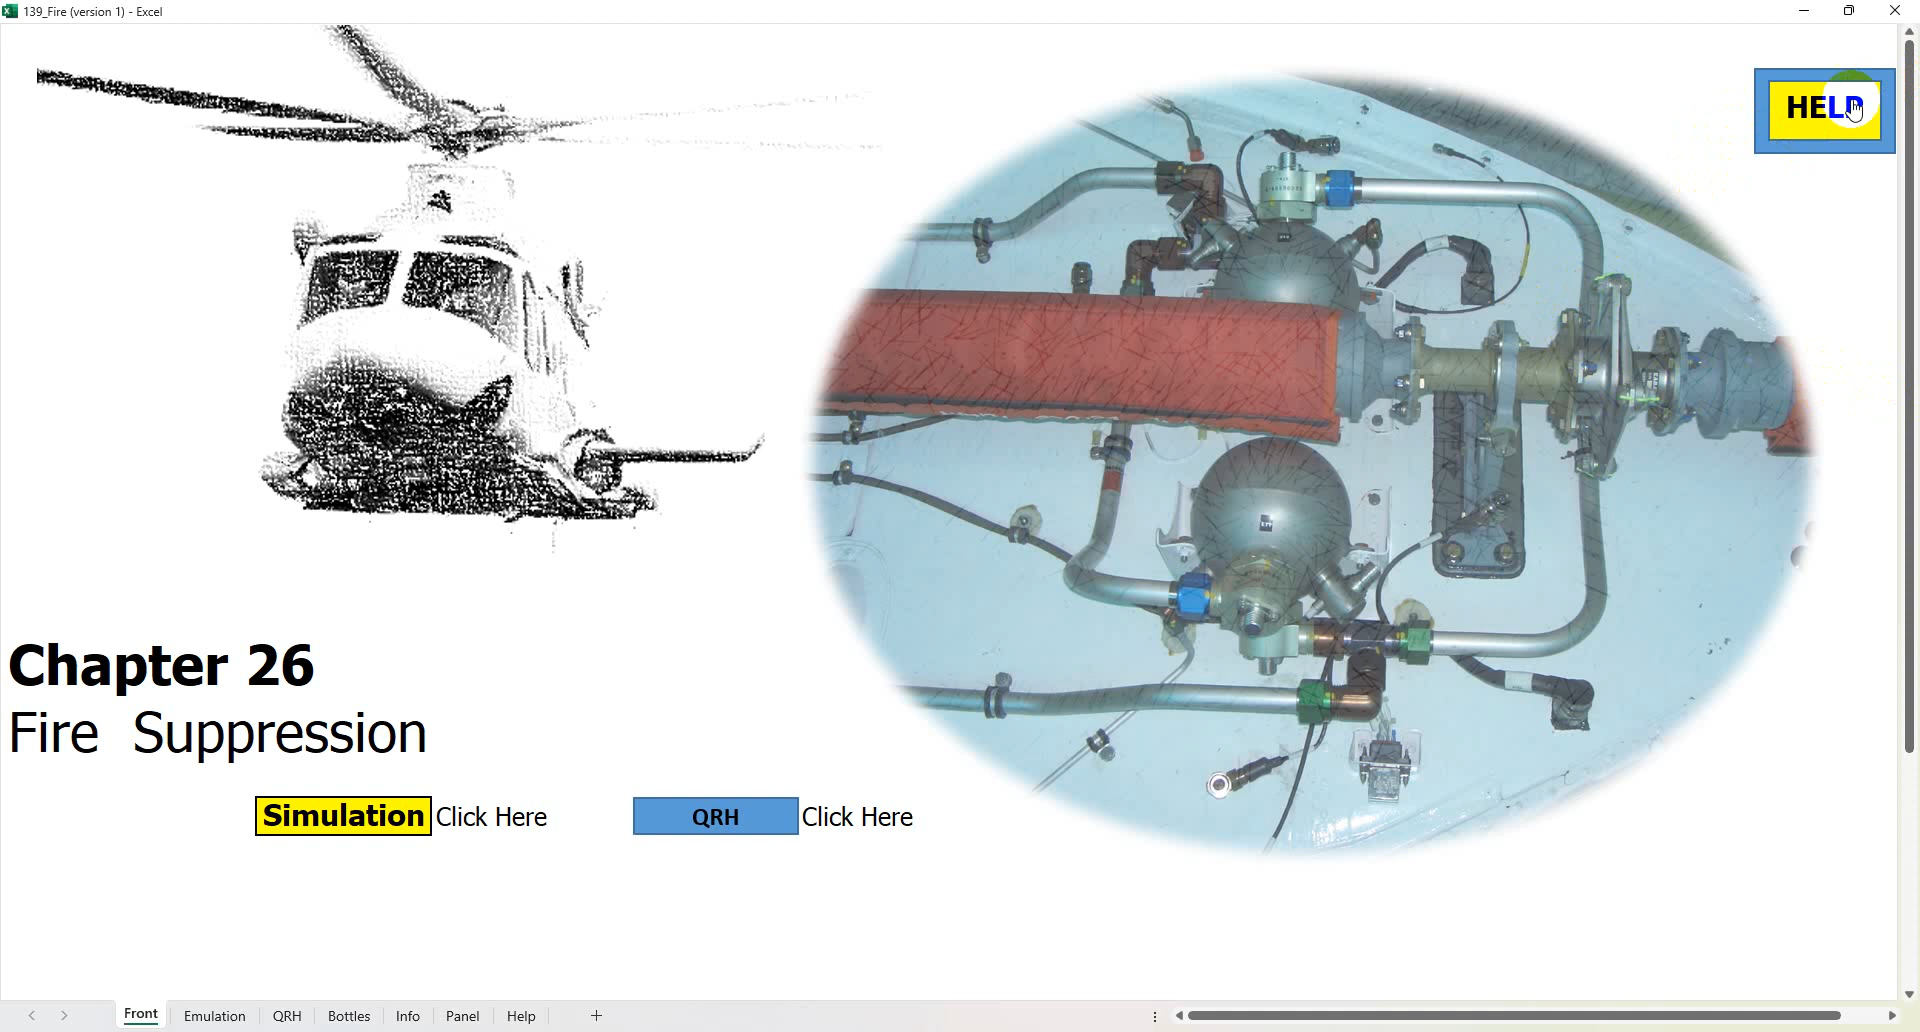 139_Fire (version 1) - Excel
HELP
Chapter 26
Fire Suppression
Simulation Click Here
QRH Click Here
Front Emulation QRH Bottles Info Panel Help